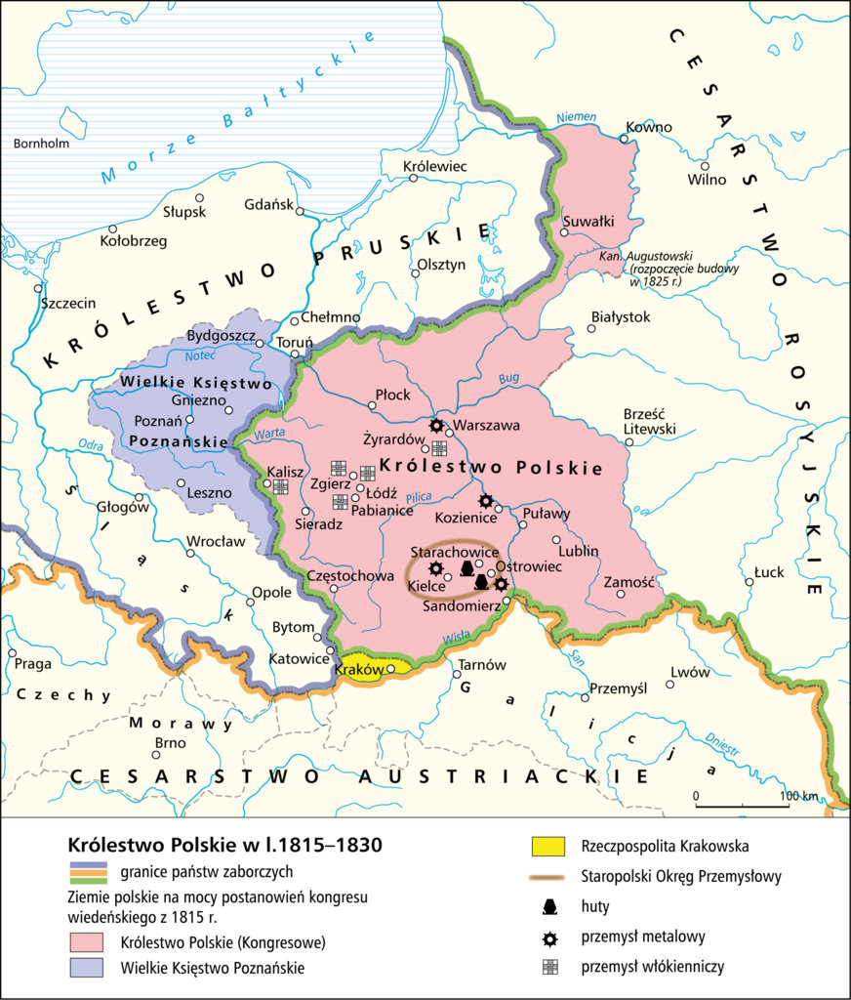 CESARSTWO ROSYJSKIE
Morze Bałtyckie
Bornholm
Niemen
Kowno
Wilno
Królewiec
Słupsk
Gdańsk
Kołobrzeg
Suwałki
KRÓLESTWO PRUSKIE
Kan. Augustowski
(rozpoczęcie budowy
w 1825 r.)
Olsztyn
Szczecin
Chełmno
Białystok
Bydgoszcz
Toruń
Noteć
Wielkie Księstwo
Gniezno
Poznań
Poznańskie
Płock
Bug
Warszawa
Brześć
Litewski
Warta
Żyrardów
Odra
Królestwo Polskie
Kalisz
Zgierz
Łódź
Leszno
Głogów
Pabianice
Pilica
Sieradz
Kozienice
Puławy
Śląsk
Wrocław
Starachowice
Lublin
Ostrowiec
Częstochowa
Kielce
Zamość
Łuck
Opole
Sandomierz
Bytom
Wisła
Katowice
Kraków
Praga
Tarnów
San
Lwów
Czechy
Galicja
Przemyśl
Morawy
Brno
Dniestr
CESARSTWO AUSTRIACKIE
0 100 km
Królestwo Polskie w l.1815–1830
granice państw zaborczych
Ziemie polskie na mocy postanowień kongresu
wiedeńskiego z 1815 r.
Królestwo Polskie (Kongresowe)
Wielkie Księstwo Poznańskie
Rzeczpospolita Krakowska
Staropolski Okręg Przemysłowy
huty
przemysł metalowy
przemysł włókienniczy